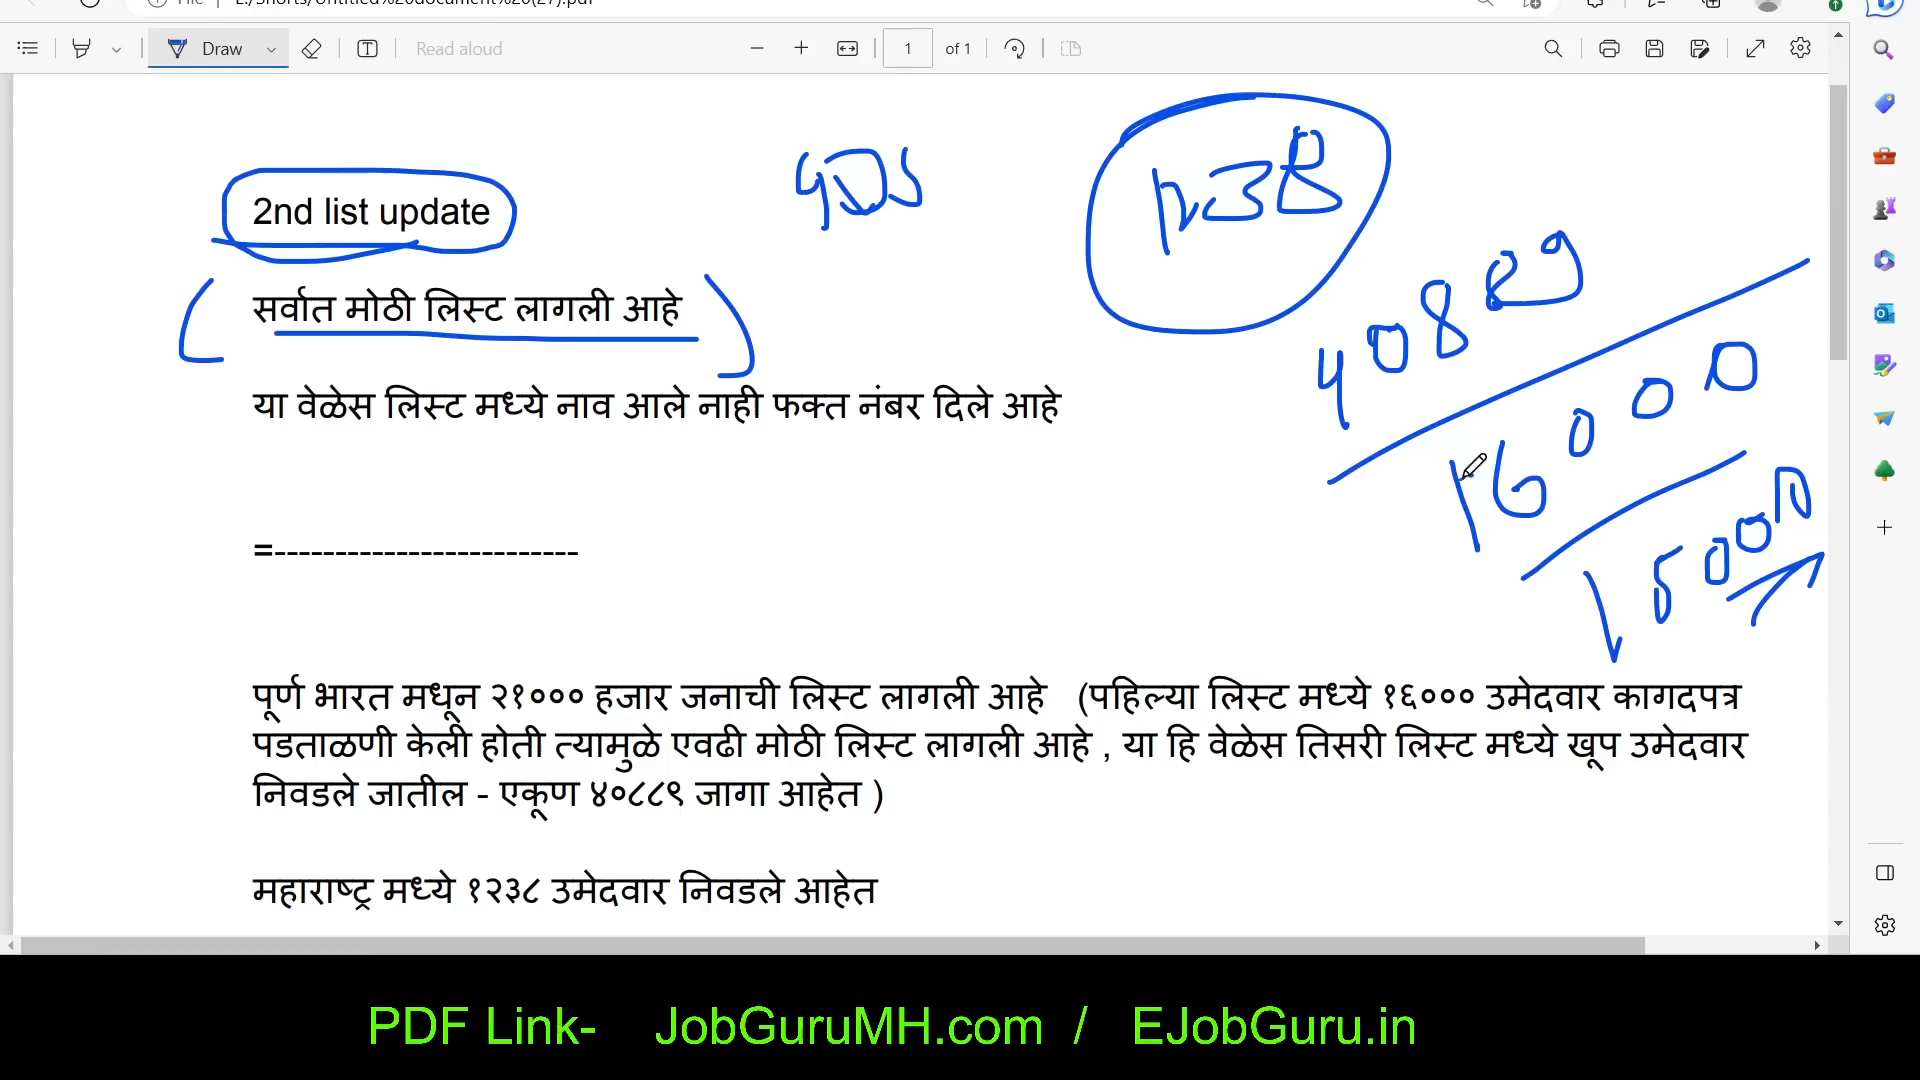 Draw
Read aloud
1 of 1
GDS
1238
2nd list update
40889
सर्वात मोठी लिस्ट लागली आहे
16000
या वेळेस लिस्ट मध्ये नाव आले नाही फक्त नंबर दिले आहे
15000
=-------------------------
पूर्ण भारत मधून २१००० हजार जनाची लिस्ट लागली आहे (पहिल्या लिस्ट मध्ये १६००० उमेदवार कागदपत्र
पडताळणी केली होती त्यामुळे एवढी मोठी लिस्ट लागली आहे , या हि वेळेस तिसरी लिस्ट मध्ये खूप उमेदवार
निवडले जातील - एकूण ४०८८९ जागा आहेत )
महाराष्ट्र मध्ये १२३८ उमेदवार निवडले आहेत
PDF Link- JobGuruMH.com / EJobGuru.in